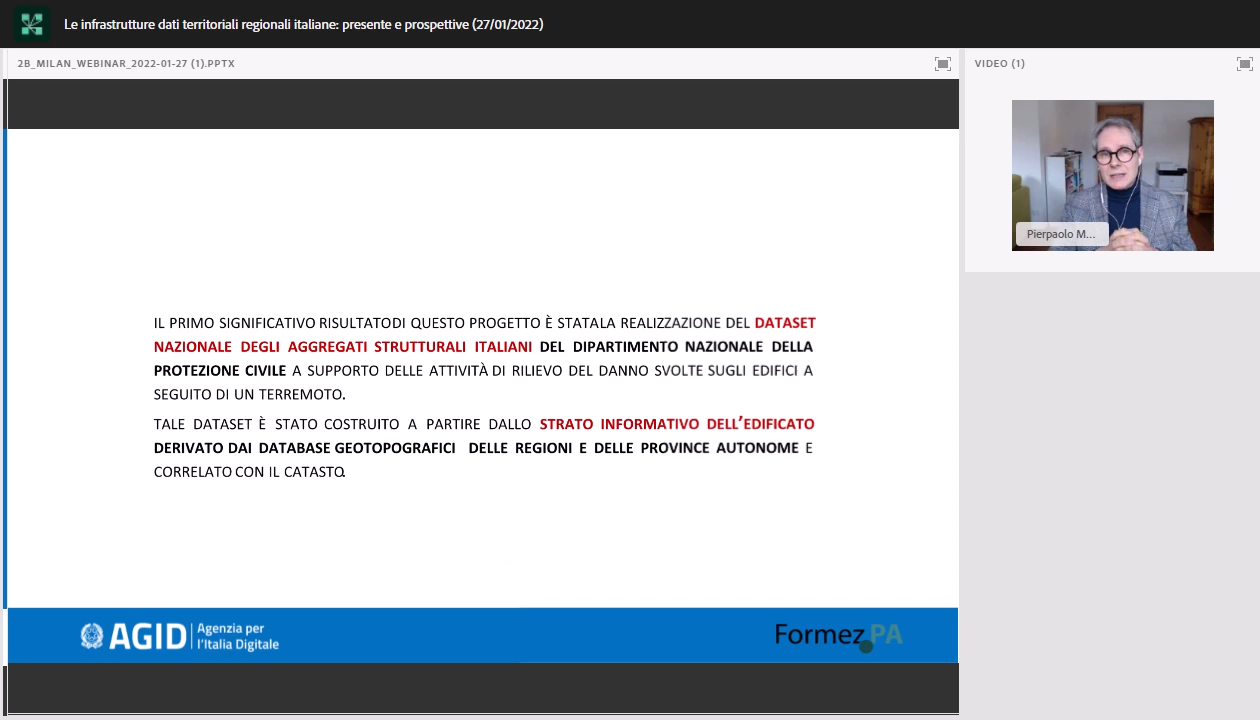 Le infrastrutture dati territoriali regionali italiane: presente e prospettive (27/01/2022)
2B_MILAN_WEBINAR_2022-01-27 (1).PPTX
VIDEO (1)
Pierpaolo M...
IL PRIMO SIGNIFICATIVO RISULTATODI QUESTO PROGETTO È STATALA REALIZZAZIONE DEL DATASET
NAZIONALE DEGLI AGGREGATI STRUTTURALI ITALIANI DEL DIPARTIMENTO NAZIONALE DELLA
PROTEZIONE CIVILE A SUPPORTO DELLE ATTIVITÀ DI RILIEVO DEL DANNO SVOLTE SUGLI EDIFICI A
SEGUITO DI UN TERREMOTO.
TALE DATASET È STATO COSTRUITO A PARTIRE DALLO STRATO INFORMATIVO DELL'EDIFICATO
DERIVATO DAI DATABASE GEOTOPOGRAFICI DELLE REGIONI E DELLE PROVINCE AUTONOME E
CORRELATO CON IL CATASTO.
AGID
Agenzia per
l'Italia Digitale
Formez PA